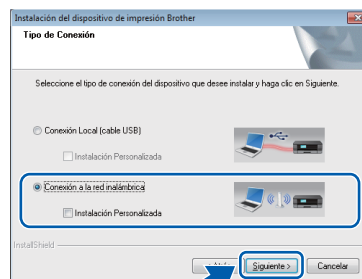 Instalación del dispositivo de impresión Brother
Tipo de Conexión
Seleccione el tipo de conexión del dispositivo que desee instalar y haga clic en Siguiente.
Conexión Local (cable USB)
Instalación Personalizada
Conexión a la red inalámbrica
Instalación Personalizada
InstallShield
Siguiente > Cancelar